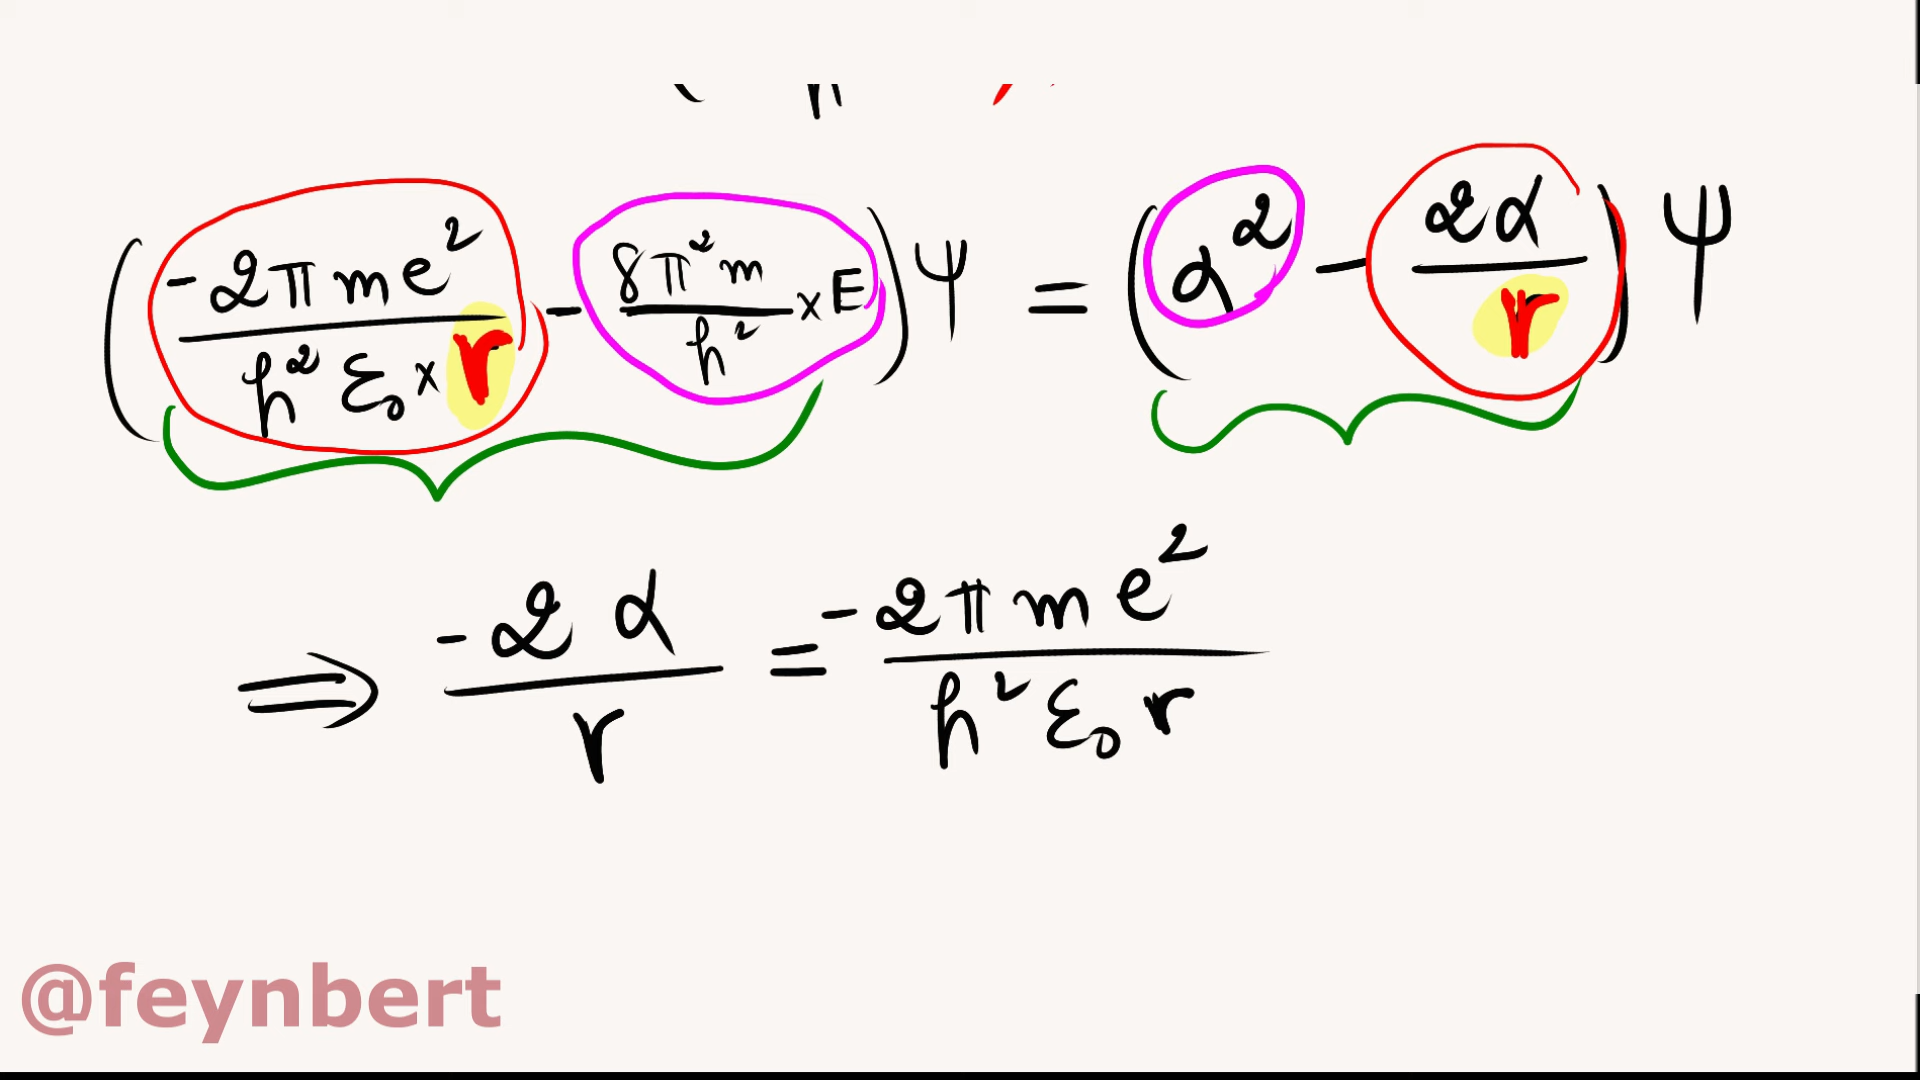 (-2πme²/h²ε₀×r - 8π²m/h² × E)Ψ = (α² - 2α/r)Ψ
⇒ -2α/r = -2πme²/h²ε₀r
@feynbert